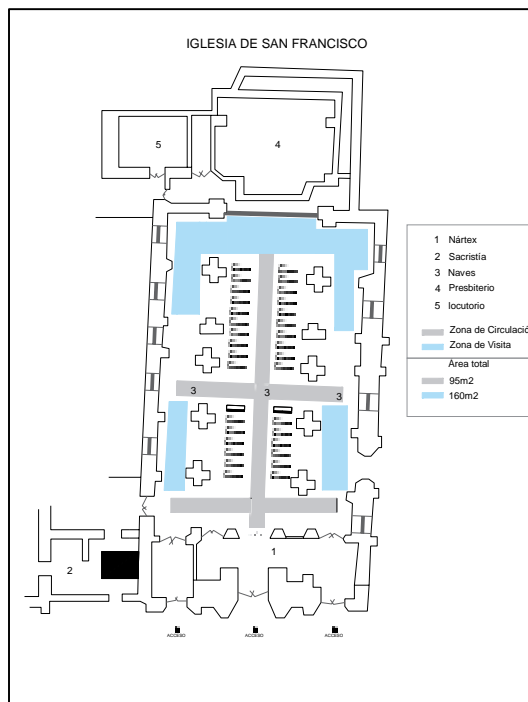 IGLESIA DE SAN FRANCISCO
5
4
1 Nártex
2 Sacristía
3 Naves
4 Presbiterio
5 locutorio
Zona de Circulació
Zona de Visita
Área total
95m2
160m2
3 3 3
1
2
ACCESO ACCESO ACCESO